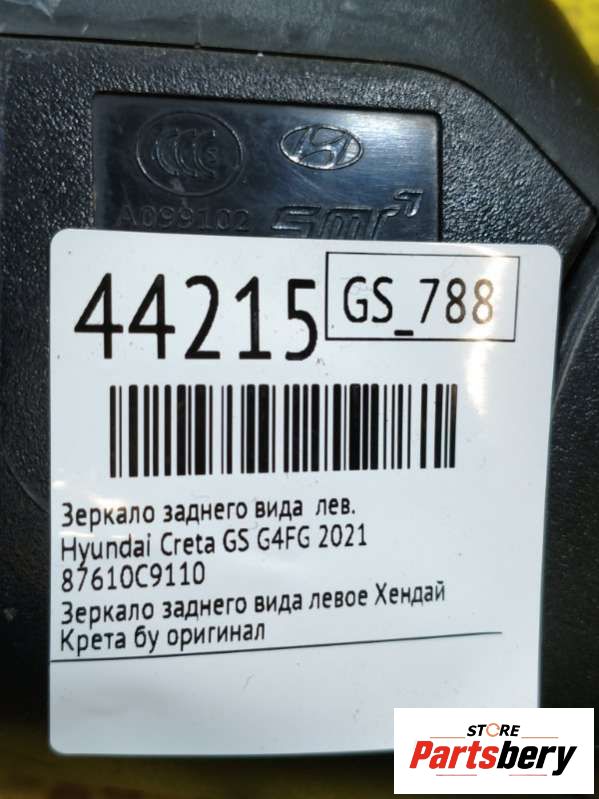 A099102
44215
GS_788
Зеркало заднего вида лев.
Hyundai Creta GS G4FG 2021
87610C9110
Зеркало заднего вида левое Хендай
Крета бу оригинал
STORE
Partsbery